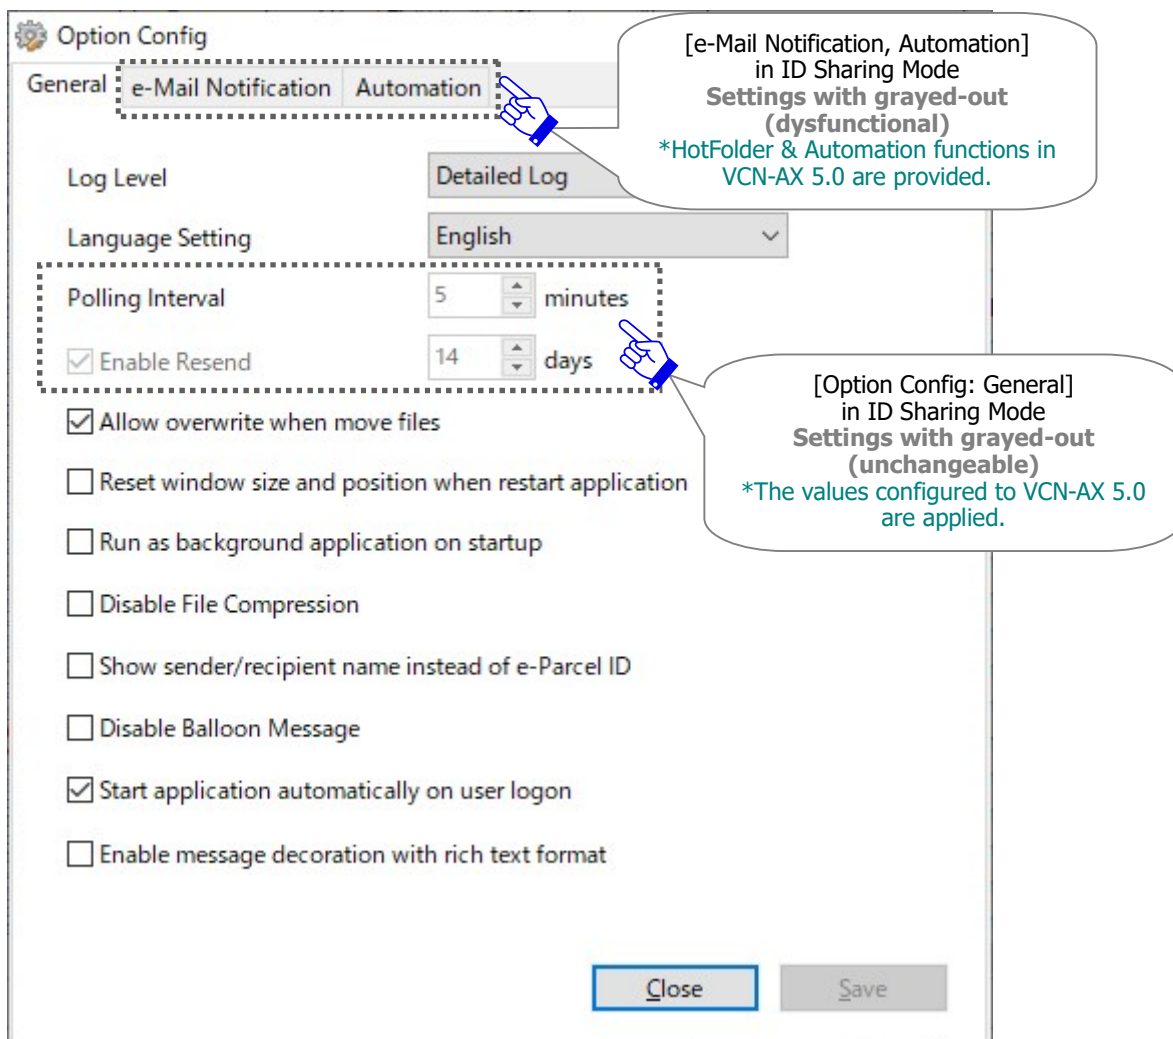 Option Config
General
e-Mail Notification
Automation
[e-Mail Notification, Automation]
in ID Sharing Mode
Settings with grayed-out
(dysfunctional)
*HotFolder & Automation functions in
VCN-AX 5.0 are provided.
Log Level
Detailed Log
Language Setting
English
Polling Interval
5
minutes
Enable Resend
14
days
[Option Config: General]
in ID Sharing Mode
Settings with grayed-out
(unchangeable)
*The values configured to VCN-AX 5.0
are applied.
Allow overwrite when move files
Reset window size and position when restart application
Run as background application on startup
Disable File Compression
Show sender/recipient name instead of e-Parcel ID
Disable Balloon Message
Start application automatically on user logon
Enable message decoration with rich text format
Close
Save